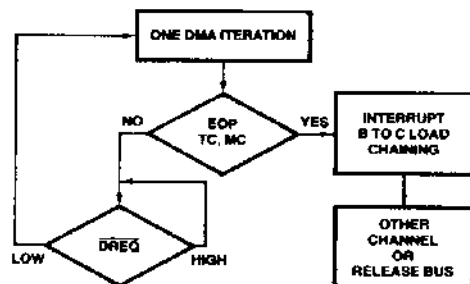 ONE DMA ITERATION
NO
EOP
TC, MC
YES
INTERRUPT
B TO C LOAD
CHAINING
DREQ
LOW
HIGH
OTHER
CHANNEL
OR
RELEASE BUS